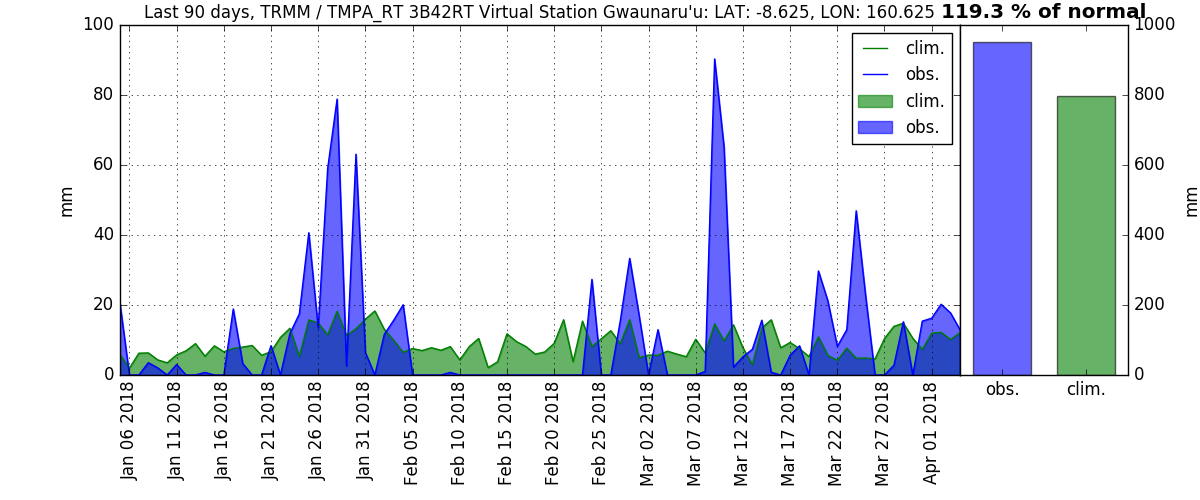 Last 90 days, TRMM / TMPA_RT 3B42RT Virtual Station Gwaunaru'u: LAT: -8.625, LON: 160.625 119.3 % of normal
100
80
60
40
20
0
mm
clim.
obs.
clim.
obs.
1000
800
600
400
200
0
mm
Jan 06 2018
Jan 11 2018
Jan 16 2018
Jan 21 2018
Jan 26 2018
Jan 31 2018
Feb 05 2018
Feb 10 2018
Feb 15 2018
Feb 20 2018
Feb 25 2018
Mar 02 2018
Mar 07 2018
Mar 12 2018
Mar 17 2018
Mar 22 2018
Mar 27 2018
Apr 01 2018
obs.
clim.